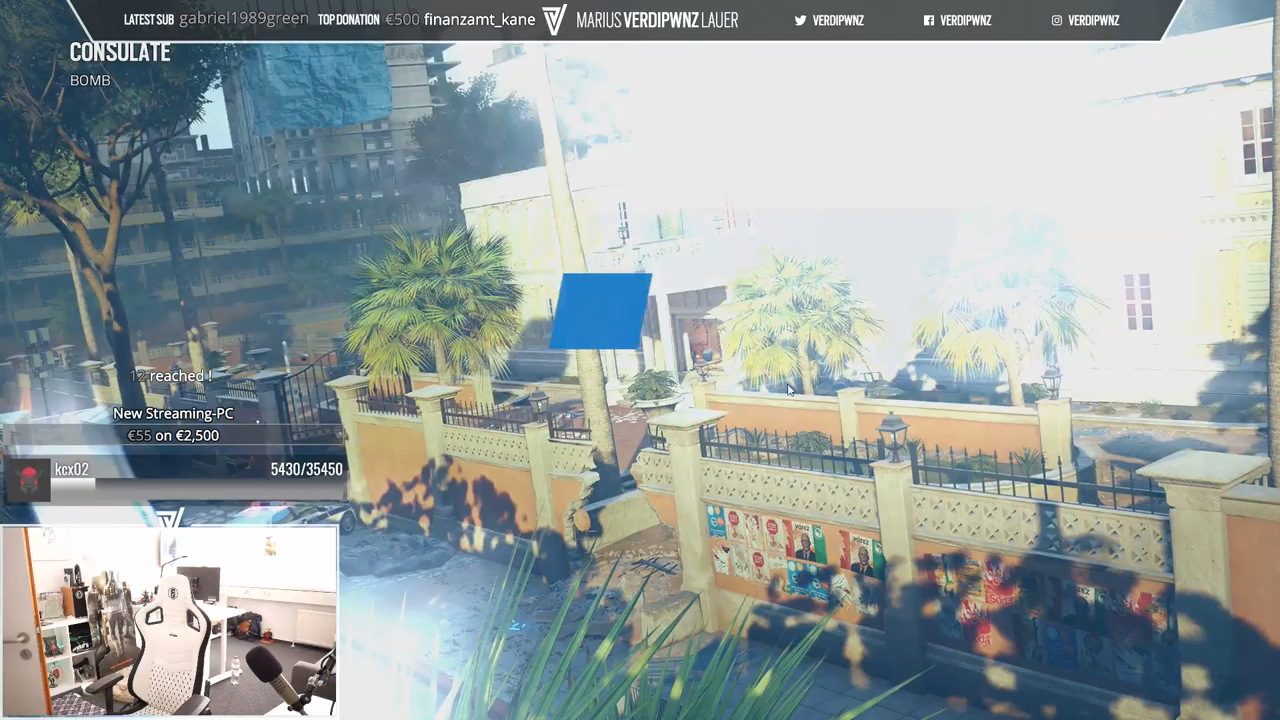 LATEST SUB gabriel1989green TOP DONATION €500 finanzamt_kane MARIUS VERDIPWNZ LAUER VERDIPWNZ VERDIPWNZ VERDIPWNZ
CONSULATE
BOMB
12 reached !
New Streaming-PC
€55 on €2,500
kcx02 5430/35450
VOTEZ